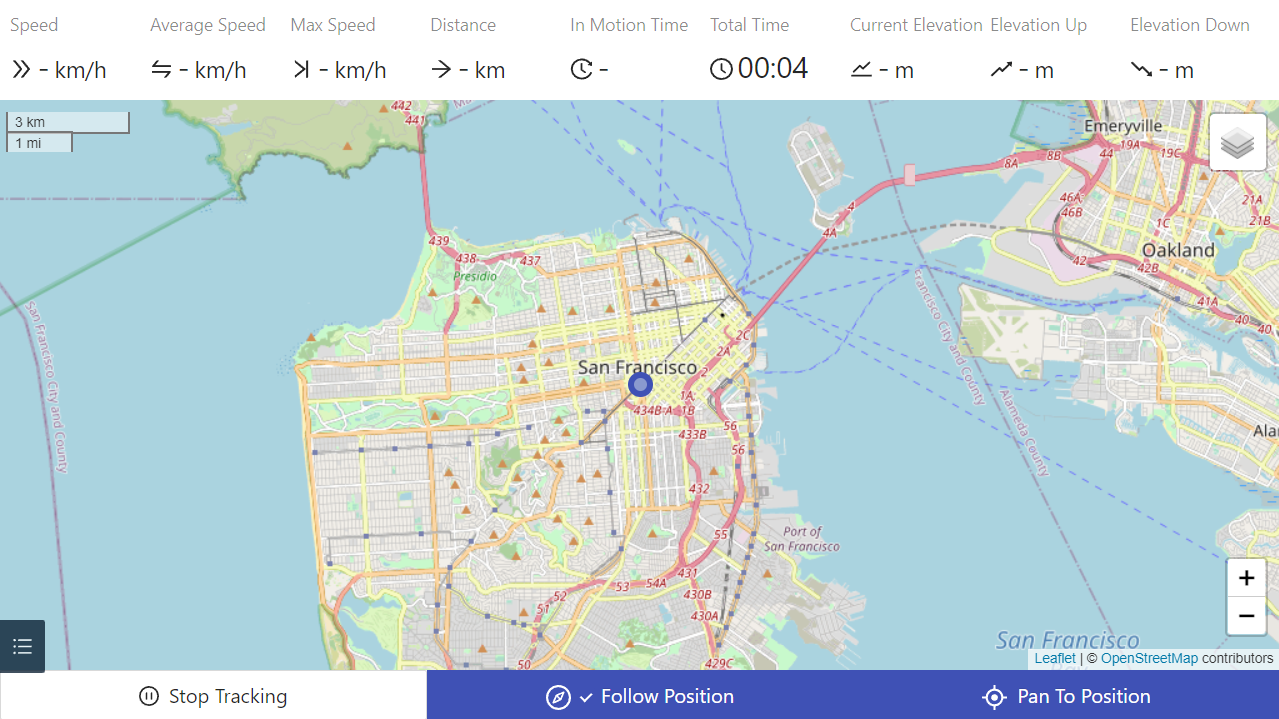 Speed Average Speed Max Speed Distance In Motion Time Total Time Current Elevation Elevation Up Elevation Down
- km/h - km/h - km/h - km - 00:04 - m - m - m
3 km
1 mi
442
441
Emeryville
19A
19C
8A
8B
44
46A
46B
21A
21B
1C
4
4A
439
438
437
Presidio
Oakland
42
42B
41A
40
40
San Francisco City and County
Francisco City and County
Alameda County
2C
2A
2
San Francisco
1A
434B-A
1B
433B
56
56
Ala
432
Port of
San Francisco
55
431
54A
53
52
51
50
430B
430A
429C
+
−
San Francisco
Leaflet | © OpenStreetMap contributors
Stop Tracking
Follow Position
Pan To Position